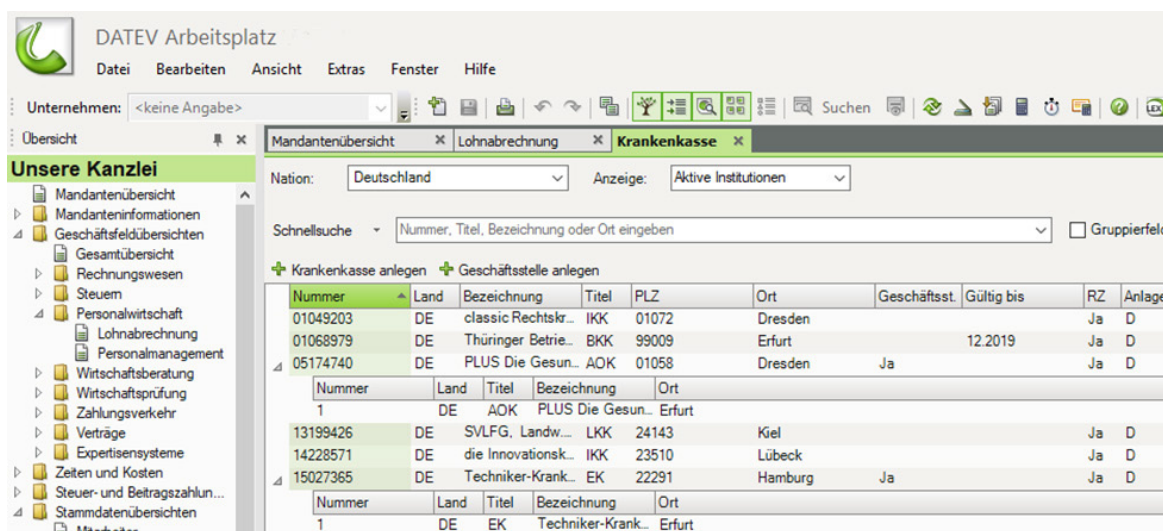 DATEV Arbeitsplatz
Datei Bearbeiten Ansicht Extras Fenster Hilfe
Unternehmen: <keine Angabe> Suchen LEX
Übersicht
Unsere Kanzlei
Mandantenübersicht
Mandanteninformationen
Geschäftsfeldübersichten
Gesamtübersicht
Rechnungswesen
Steuern
Personalwirtschaft
Lohnabrechnung
Personalmanagement
Wirtschaftsberatung
Wirtschaftsprüfung
Zahlungsverkehr
Verträge
Expertisensysteme
Zeiten und Kosten
Steuer- und Beitragszahlun...
Stammdatenübersichten
Mandantenübersicht Lohnabrechnung Krankenkasse
Nation: Deutschland Anzeige: Aktive Institutionen
Schnellsuche Nummer, Titel, Bezeichnung oder Ort eingeben Gruppierfeld
Krankenkasse anlegen Geschäftsstelle anlegen
Nummer Land Bezeichnung Titel PLZ Ort Geschäftsst. Gültig bis RZ Anlage
01049203 DE classic Rechtskr... IKK 01072 Dresden Ja D
01068979 DE Thüringer Betrie... BKK 99009 Erfurt 12.2019 Ja D
05174740 DE PLUS Die Gesun... AOK 01058 Dresden Ja Ja D
Nummer Land Titel Bezeichnung Ort
1 DE AOK PLUS Die Gesun... Erfurt
13199426 DE SVLFG, Landw.... LKK 24143 Kiel Ja D
14228571 DE die Innovationsk... IKK 23510 Lübeck Ja D
15027365 DE Techniker-Krank... EK 22291 Hamburg Ja Ja D
Nummer Land Titel Bezeichnung Ort
1 DE EK Techniker-Krank... Erfurt